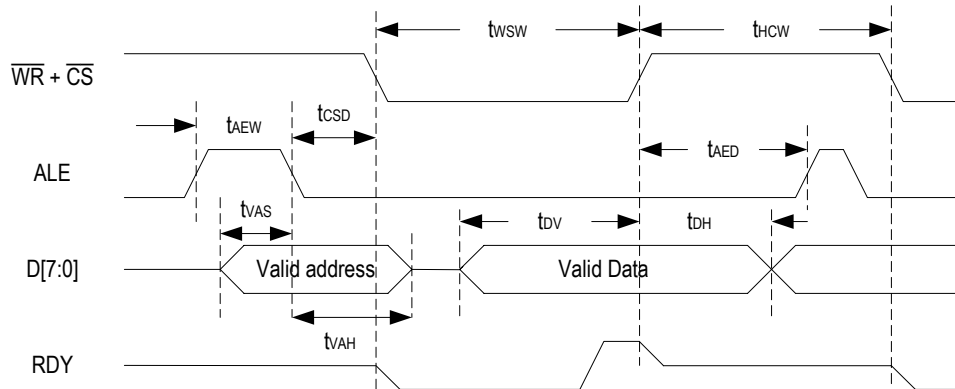 tWSW tHCW
WR + CS
tAEW tCSD
tAED
ALE
tVAS
tDV tDH
D[7:0] Valid address Valid Data
tVAH
RDY